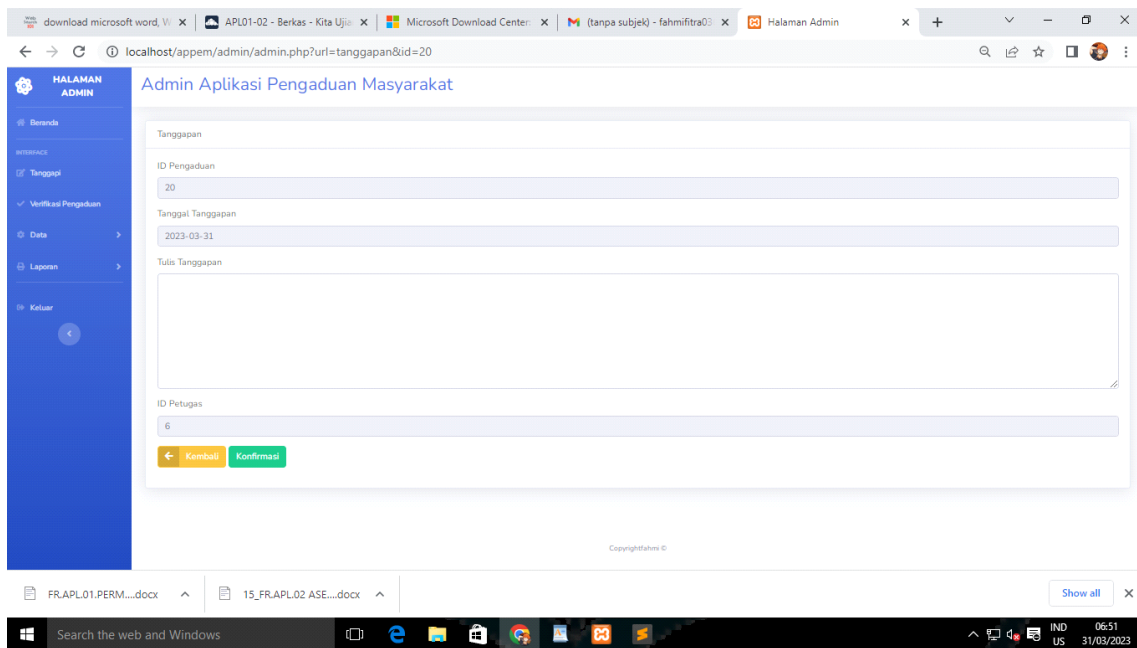 download microsoft word, W
APL01-02 - Berkas - Kita Ujia
Microsoft Download Center:
(tanpa subjek) - fahmifitra03
Halaman Admin
localhost/appem/admin/admin.php?url=tanggapan&id=20
HALAMAN
ADMIN
Admin Aplikasi Pengaduan Masyarakat
Beranda
INTERFACE
Tanggapi
Verifikasi Pengaduan
Data
Laporan
Keluar
Tanggapan
ID Pengaduan
20
Tanggal Tanggapan
2023-03-31
Tulis Tanggapan
ID Petugas
6
Kembali
Konfirmasi
Copyrightfahmi ©
FR.APL.01.PERM....docx
15_FR.APL.02 ASE....docx
Show all
Search the web and Windows
IND
US
06:51
31/03/2023